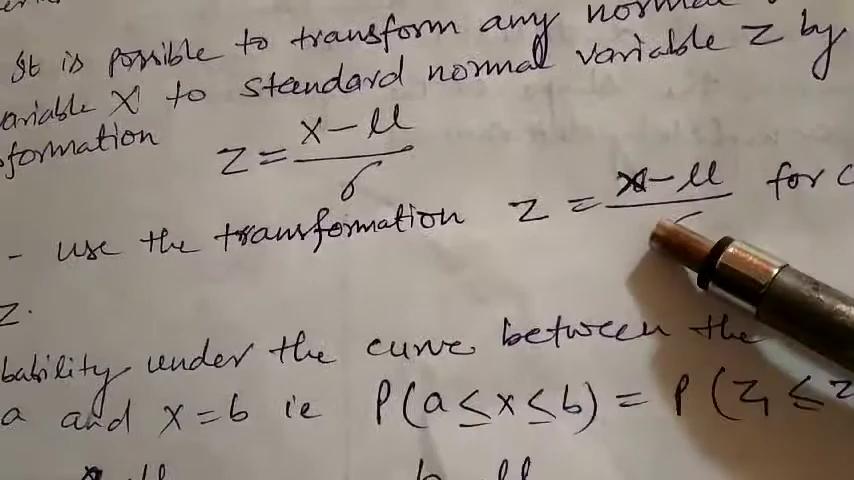 It is possible to transform any normal
variable X to standard normal variable Z by
formation
Z = X - μ / σ
- use the transformation Z = x - μ / σ for
Z.
bability under the curve between the
a and X = b ie P(a ≤ x ≤ b) = P(Z₁ ≤ Z
b - μ